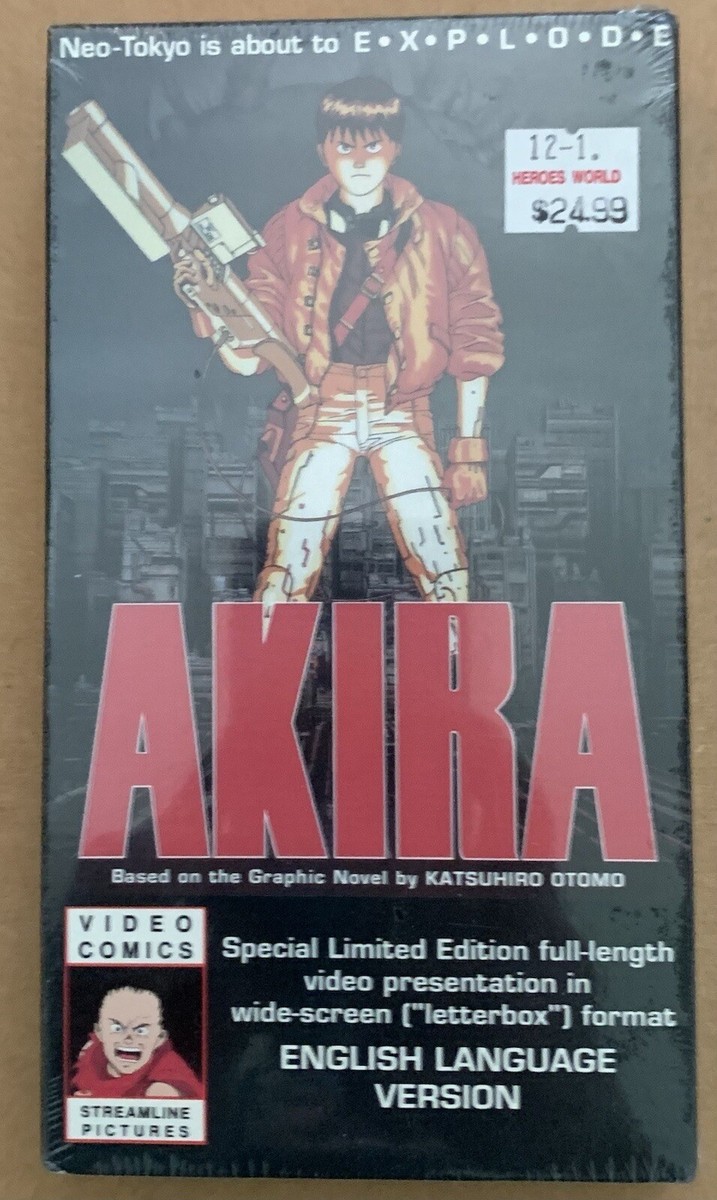 Neo-Tokyo is about to E•X•P•L•O•D•E
12-1.
HEROES WORLD
$24.99
AKIRA
Based on the Graphic Novel by KATSUHIRO OTOMO
VIDEO
COMICS
STREAMLINE
PICTURES
Special Limited Edition full-length
video presentation in
wide-screen ("letterbox") format
ENGLISH LANGUAGE
VERSION